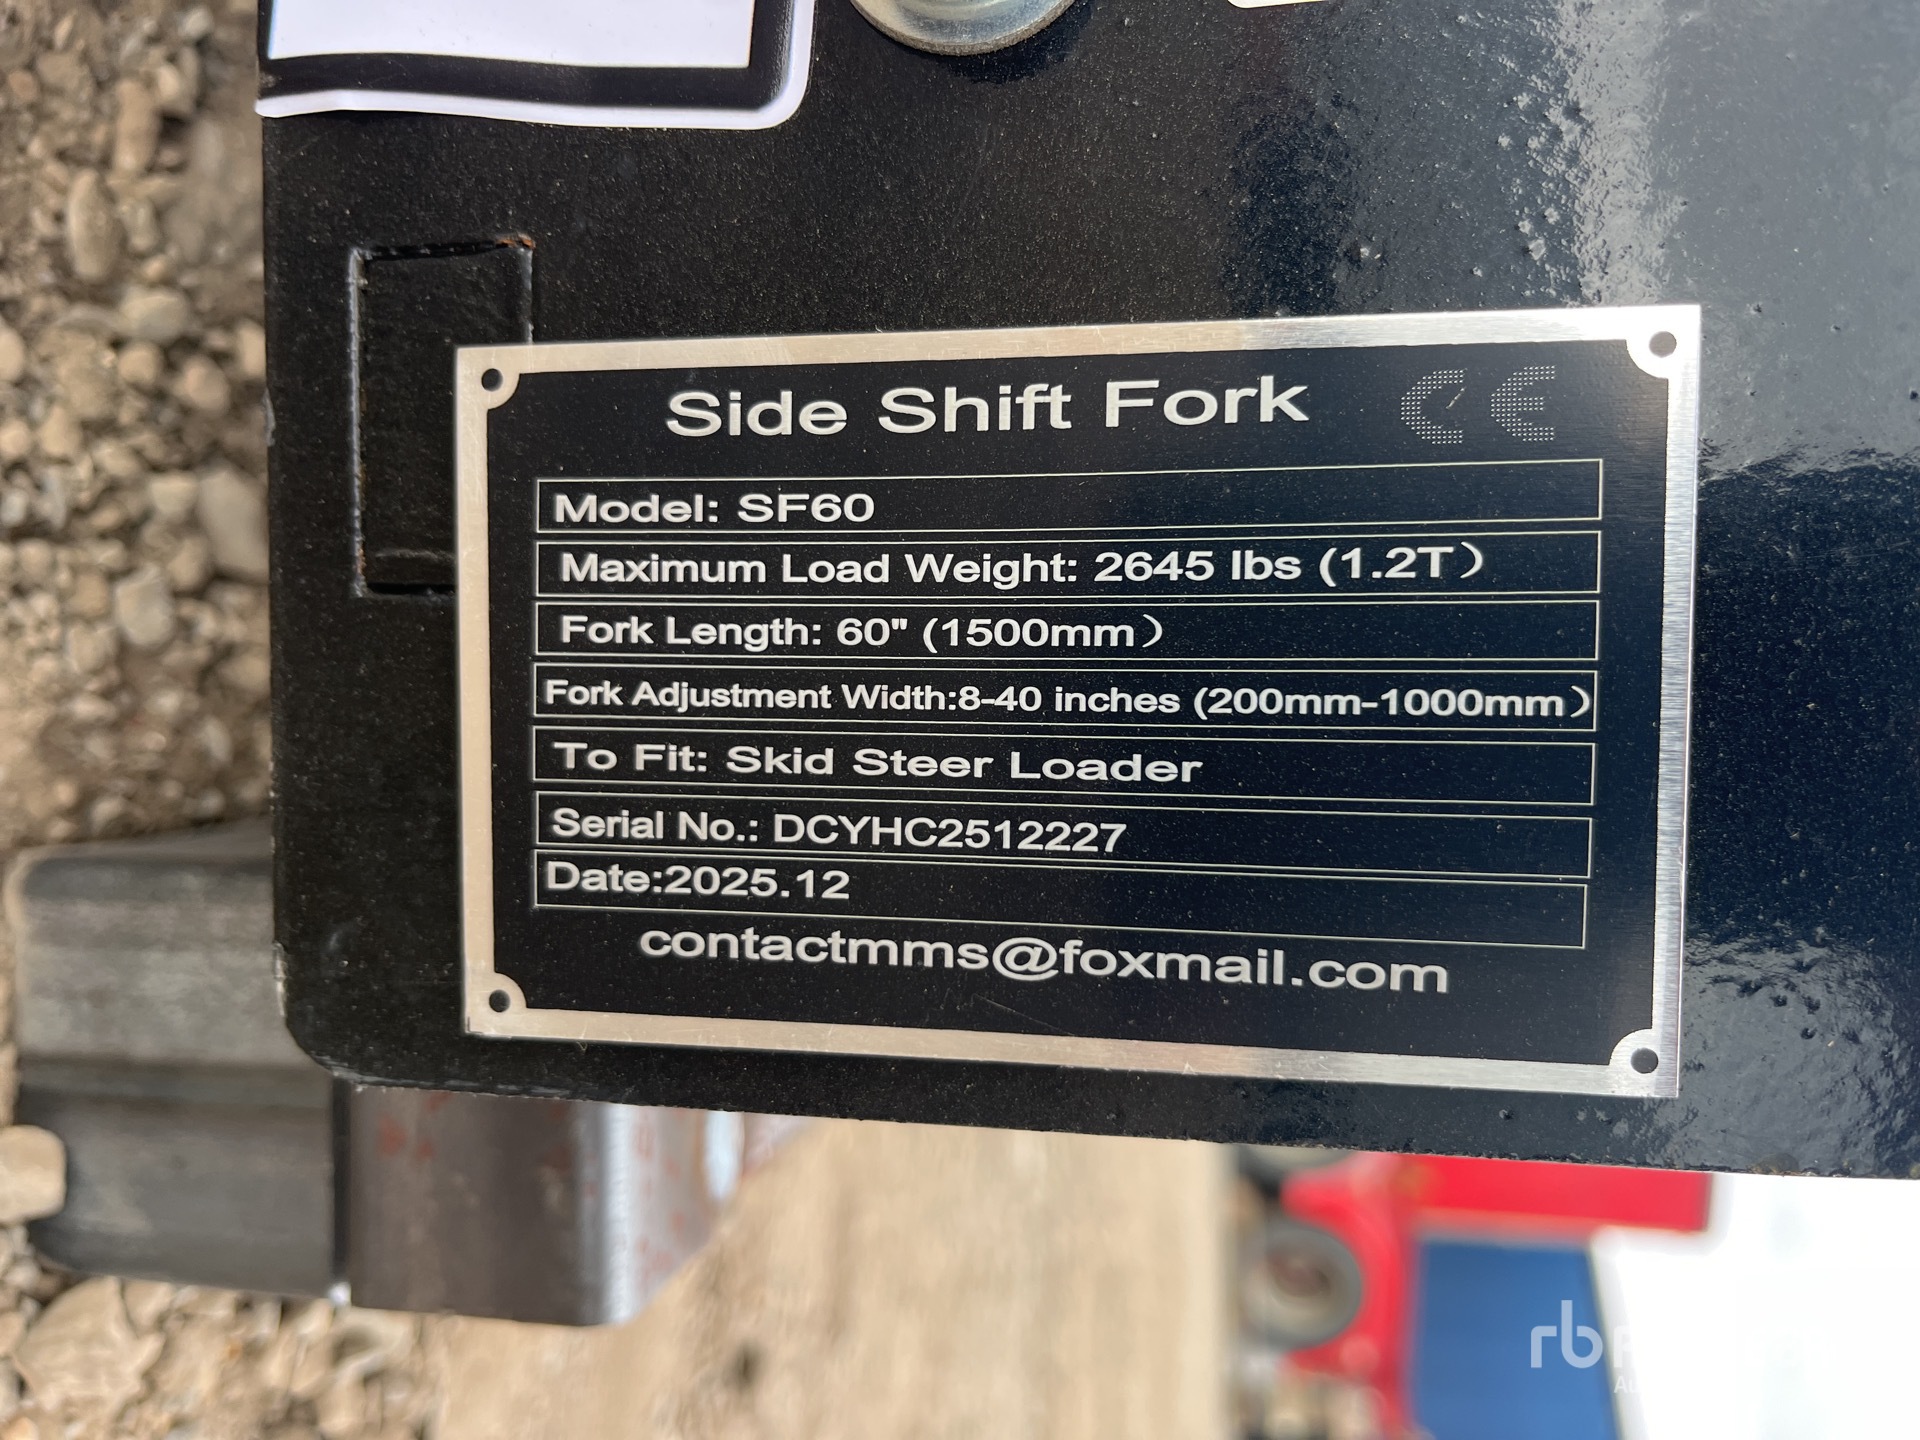 Side Shift Fork CE
Model: SF60
Maximum Load Weight: 2645 lbs (1.2T）
Fork Length: 60" (1500mm）
Fork Adjustment Width:8-40 inches (200mm-1000mm）
To Fit: Skid Steer Loader
Serial No.: DCYHC2512227
Date:2025.12
contactmms@foxmail.com
rb